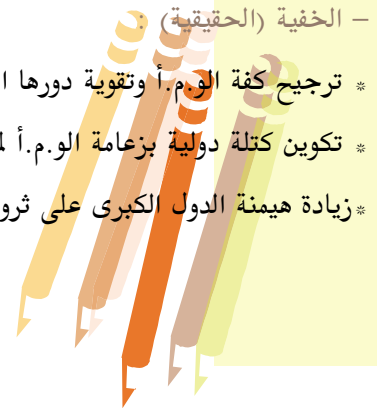 – الخفية (الحقيقية) :
* ترجيح كفة الو.م.أ وتقوية دورها ا
* تكوين كتلة دولية بزعامة الو.م.أ لم
*زيادة هيمنة الدول الكبرى على ثرو